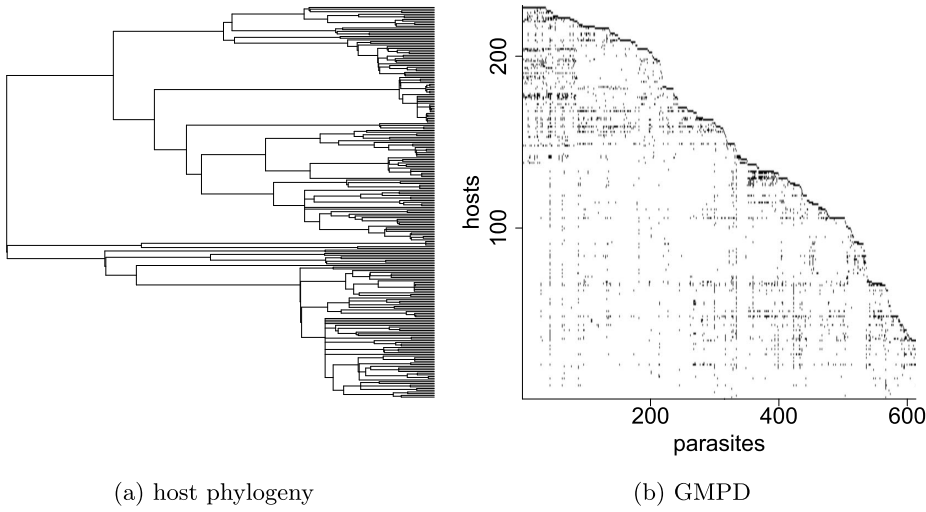 200
100
hosts
200 400 600
parasites
(a) host phylogeny
(b) GMPD